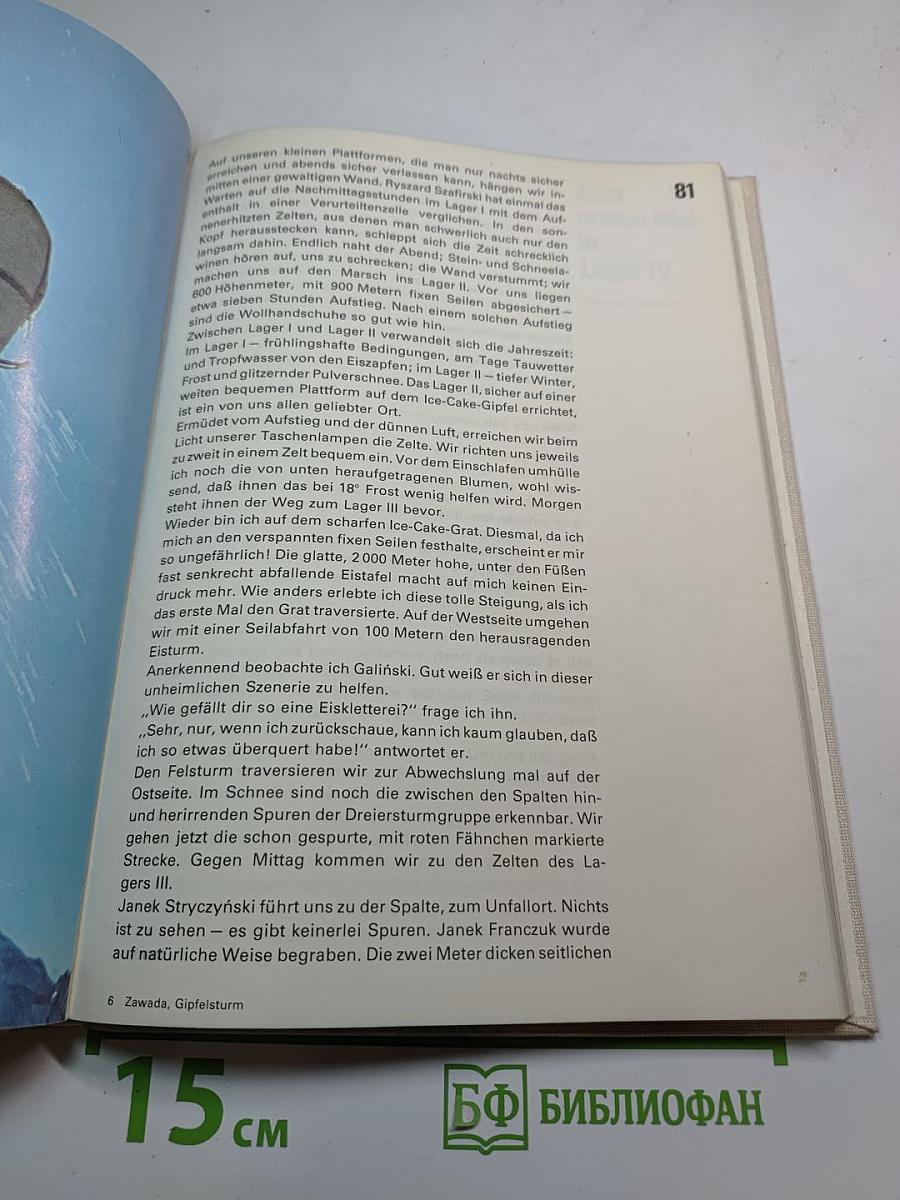 81
Auf unseren kleinen Plattformen, die man nur nachts sicher
erreichen und abends sicher verlassen kann, hängen wir in-
mitten einer gewaltigen Wand. Ryszard Szafirski hat einmal das
Warten auf die Nachmittagsstunden im Lager I mit dem Auf-
enthalt in einer Verurteiltenzelle verglichen. In den son-
nenerhitzten Zelten, aus denen man schwerlich auch nur den
Kopf herausstecken kann, schleppt sich die Zeit schrecklich
langsam dahin. Endlich naht der Abend; Stein- und Schneela-
winen hören auf, uns zu schrecken; die Wand verstummt; wir
machen uns auf den Marsch ins Lager II. Vor uns liegen
600 Höhenmeter, mit 900 Metern fixen Seilen abgesichert –
etwa sieben Stunden Aufstieg. Nach einem solchen Aufstieg
sind die Wollhandschuhe so gut wie hin.
Zwischen Lager I und Lager II verwandelt sich die Jahreszeit:
Im Lager I – frühlingshafte Bedingungen, am Tage Tauwetter
und Tropfwasser von den Eiszapfen; im Lager II – tiefer Winter,
Frost und glitzernder Pulverschnee. Das Lager II, sicher auf einer
weiten bequemen Plattform auf dem Ice-Cake-Gipfel errichtet,
ist ein von uns allen geliebter Ort.
Ermüdet vom Aufstieg und der dünnen Luft, erreichen wir beim
Licht unserer Taschenlampen die Zelte. Wir richten uns jeweils
zu zweit in einem Zelt bequem ein. Vor dem Einschlafen umhülle
ich noch die von unten heraufgetragenen Blumen, wohl wis-
send, daß ihnen das bei 18° Frost wenig helfen wird. Morgen
steht ihnen der Weg zum Lager III bevor.
Wieder bin ich auf dem scharfen Ice-Cake-Grat. Diesmal, da ich
mich an den verspannten fixen Seilen festhalte, erscheint er mir
so ungefährlich! Die glatte, 2 000 Meter hohe, unter den Füßen
fast senkrecht abfallende Eistafel macht auf mich keinen Ein-
druck mehr. Wie anders erlebte ich diese tolle Steigung, als ich
das erste Mal den Grat traversierte. Auf der Westseite umgehen
wir mit einer Seilabfahrt von 100 Metern den herausragenden
Eisturm.
Anerkennend beobachte ich Galiński. Gut weiß er sich in dieser
unheimlichen Szenerie zu helfen.
„Wie gefällt dir so eine Eiskletterei?“ frage ich ihn.
„Sehr, nur, wenn ich zurückschaue, kann ich kaum glauben, daß
ich so etwas überquert habe!“ antwortet er.
Den Felsturm traversieren wir zur Abwechslung mal auf der
Ostseite. Im Schnee sind noch die zwischen den Spalten hin-
und herirrenden Spuren der Dreiersturmgruppe erkennbar. Wir
gehen jetzt die schon gespurte, mit roten Fähnchen markierte
Strecke. Gegen Mittag kommen wir zu den Zelten des La-
gers III.
Janek Stryczyński führt uns zu der Spalte, zum Unfallort. Nichts
ist zu sehen – es gibt keinerlei Spuren. Janek Franczuk wurde
auf natürliche Weise begraben. Die zwei Meter dicken seitlichen
6 Zawada, Gipfelsturm
15 см
БФ БИБЛИОФАН